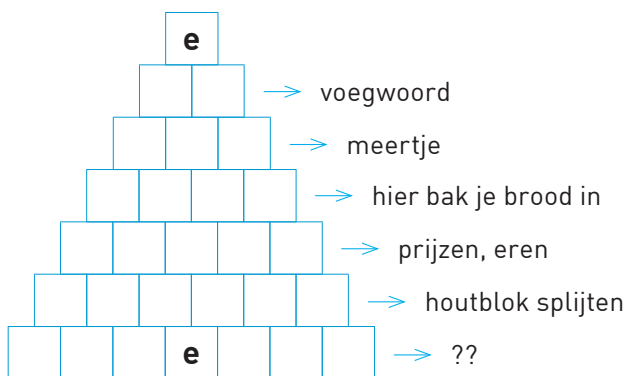 e
voegwoord
meertje
hier bak je brood in
prijzen, eren
houtblok splijten
e ??